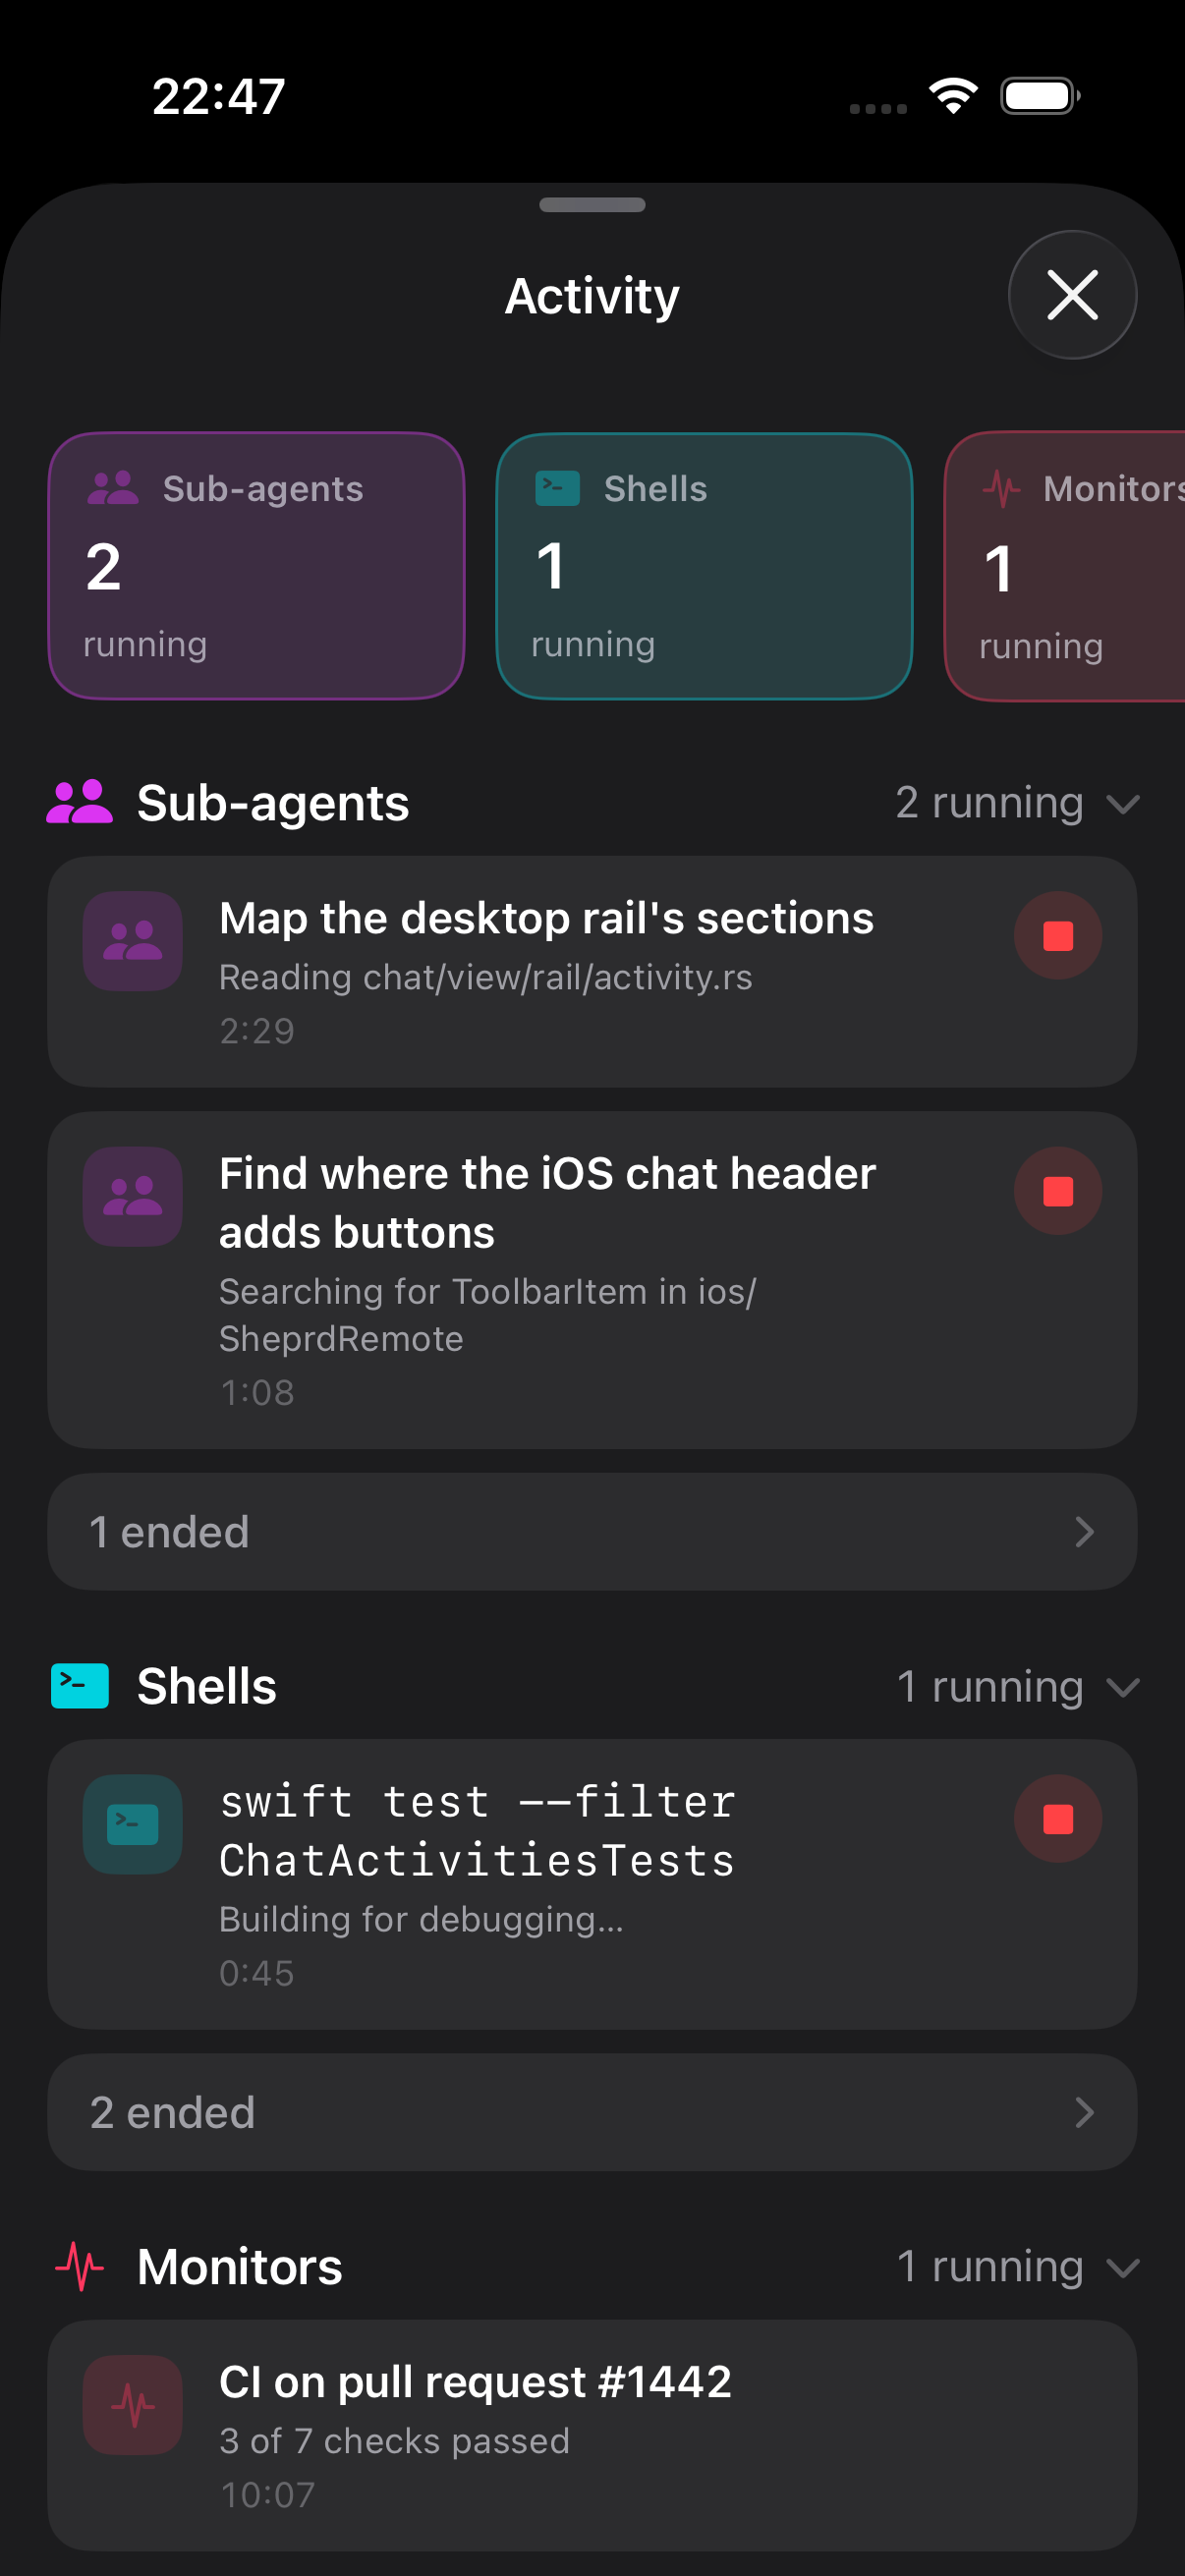 22:47
Activity
Sub-agents
2
running
Shells
1
running
Monitors
1
running
Sub-agents
2 running
Map the desktop rail's sections
Reading chat/view/rail/activity.rs
2:29
Find where the iOS chat header
adds buttons
Searching for ToolbarItem in ios/
SheprdRemote
1:08
1 ended
Shells
1 running
swift test --filter
ChatActivitiesTests
Building for debugging...
0:45
2 ended
Monitors
1 running
CI on pull request #1442
3 of 7 checks passed
10:07